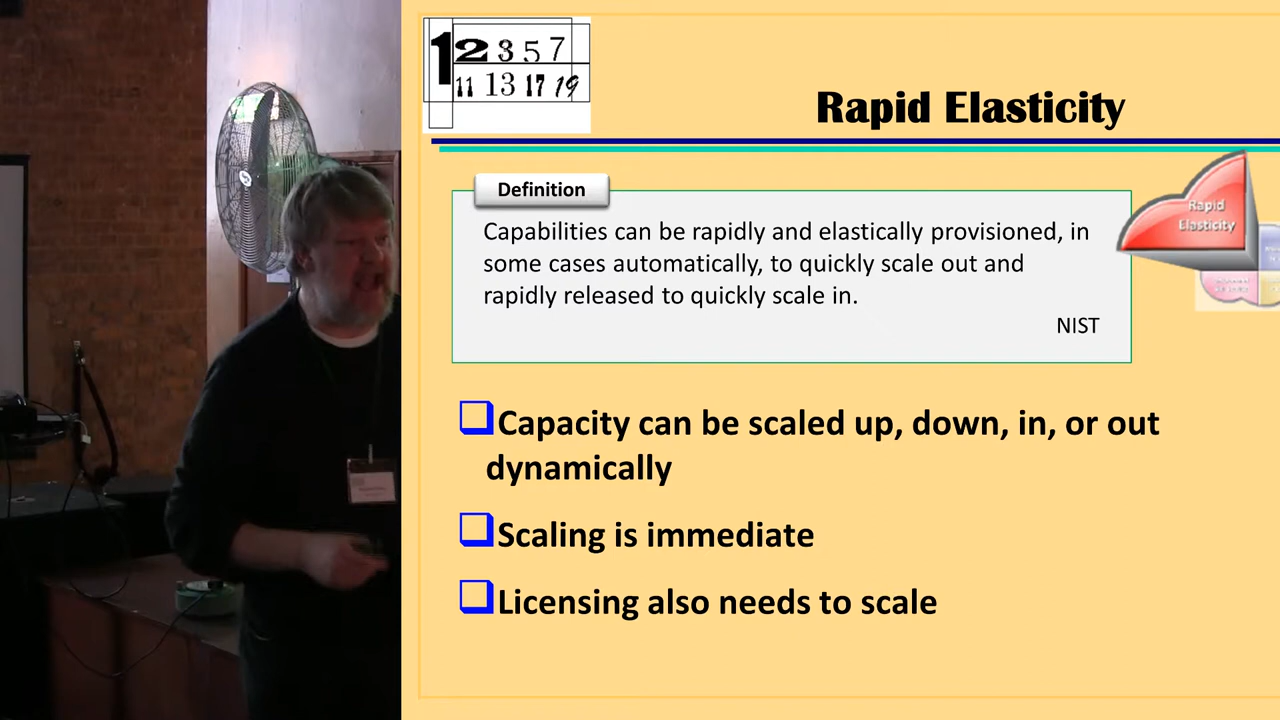 1 2 3 5 7
11 13 17 19
Rapid Elasticity
Definition
Capabilities can be rapidly and elastically provisioned, in
some cases automatically, to quickly scale out and
rapidly released to quickly scale in.
NIST
Rapid
Elasticity
Capacity can be scaled up, down, in, or out
dynamically
Scaling is immediate
Licensing also needs to scale